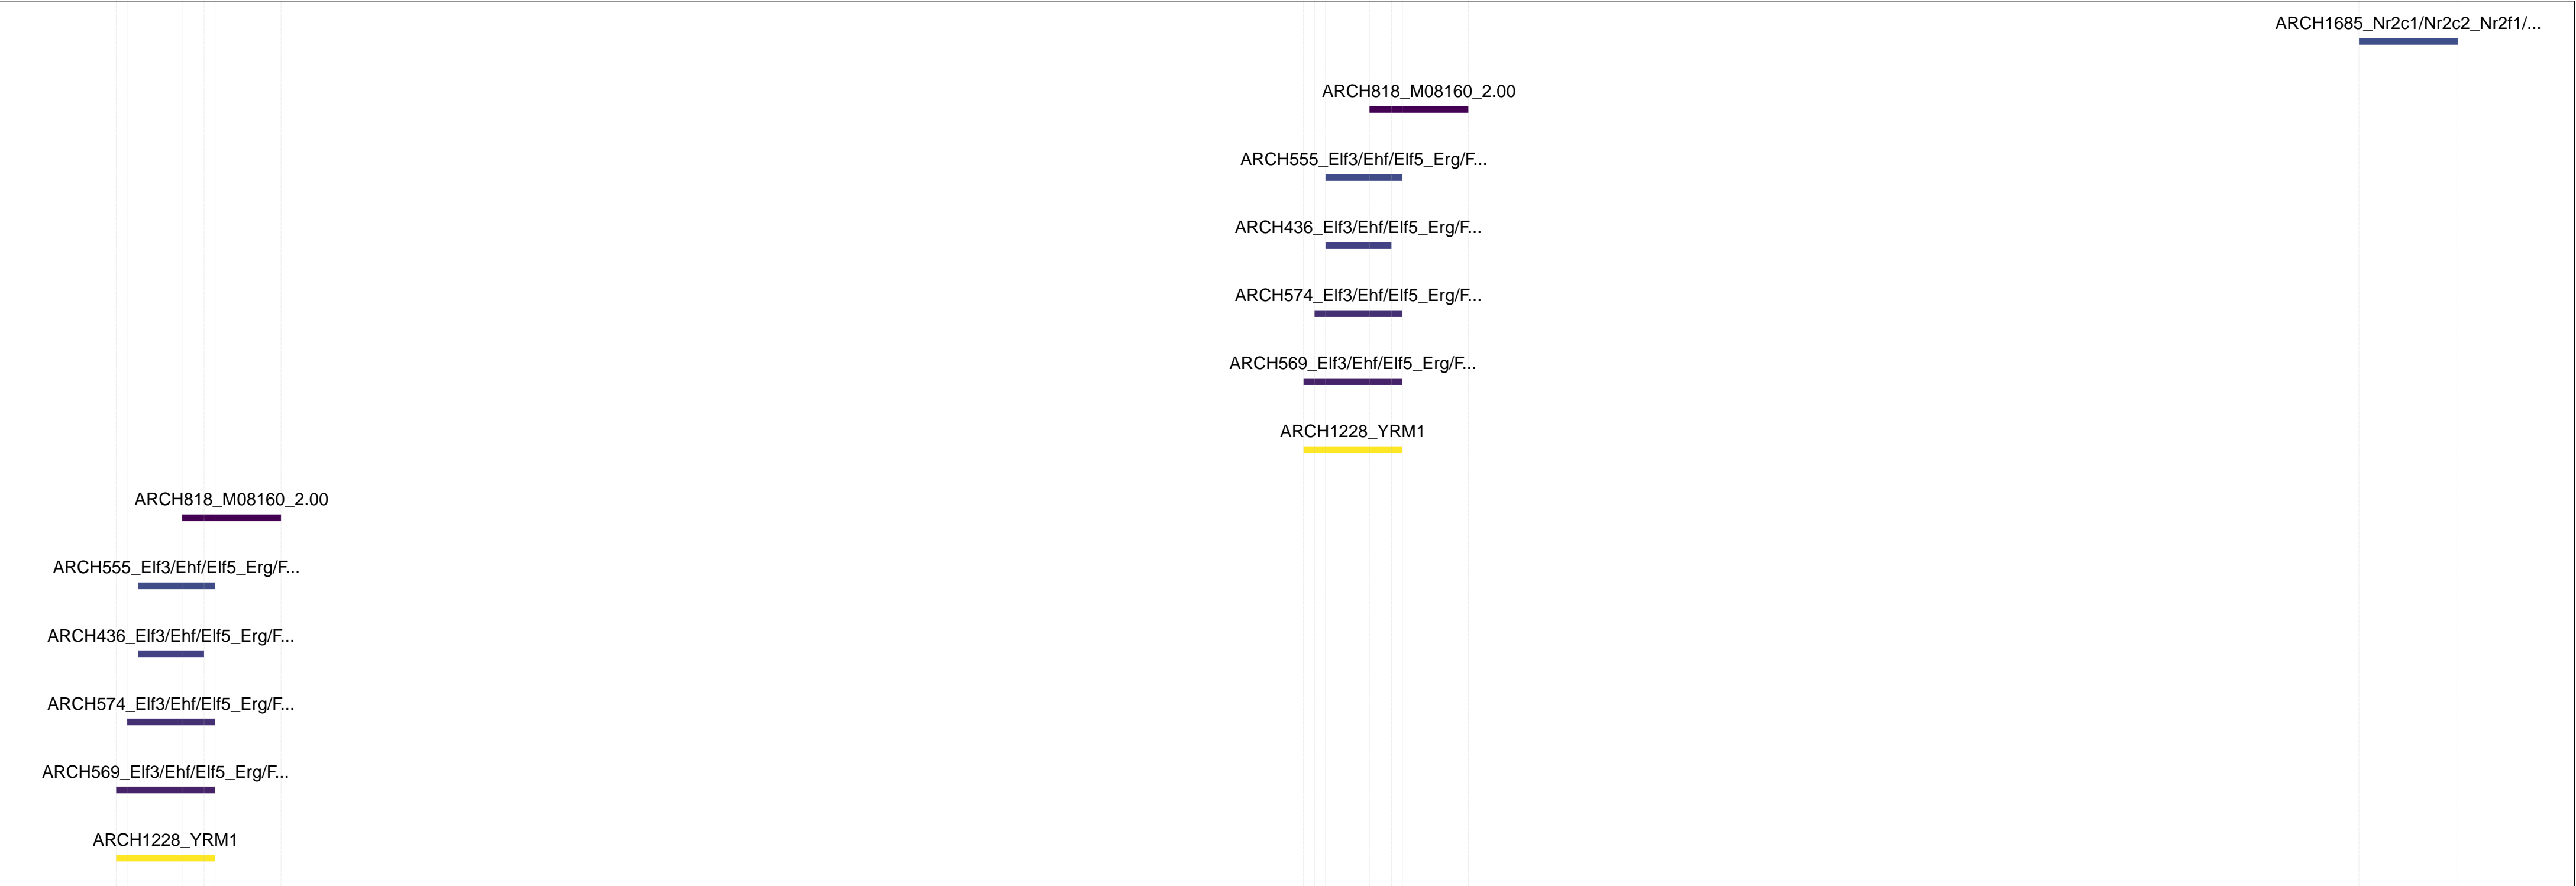 ARCH1685_Nr2c1/Nr2c2_Nr2f1/...
ARCH818_M08160_2.00
ARCH555_Elf3/Ehf/Elf5_Erg/F...
ARCH436_Elf3/Ehf/Elf5_Erg/F...
ARCH574_Elf3/Ehf/Elf5_Erg/F...
ARCH569_Elf3/Ehf/Elf5_Erg/F...
ARCH1228_YRM1
ARCH818_M08160_2.00
ARCH555_Elf3/Ehf/Elf5_Erg/F...
ARCH436_Elf3/Ehf/Elf5_Erg/F...
ARCH574_Elf3/Ehf/Elf5_Erg/F...
ARCH569_Elf3/Ehf/Elf5_Erg/F...
ARCH1228_YRM1